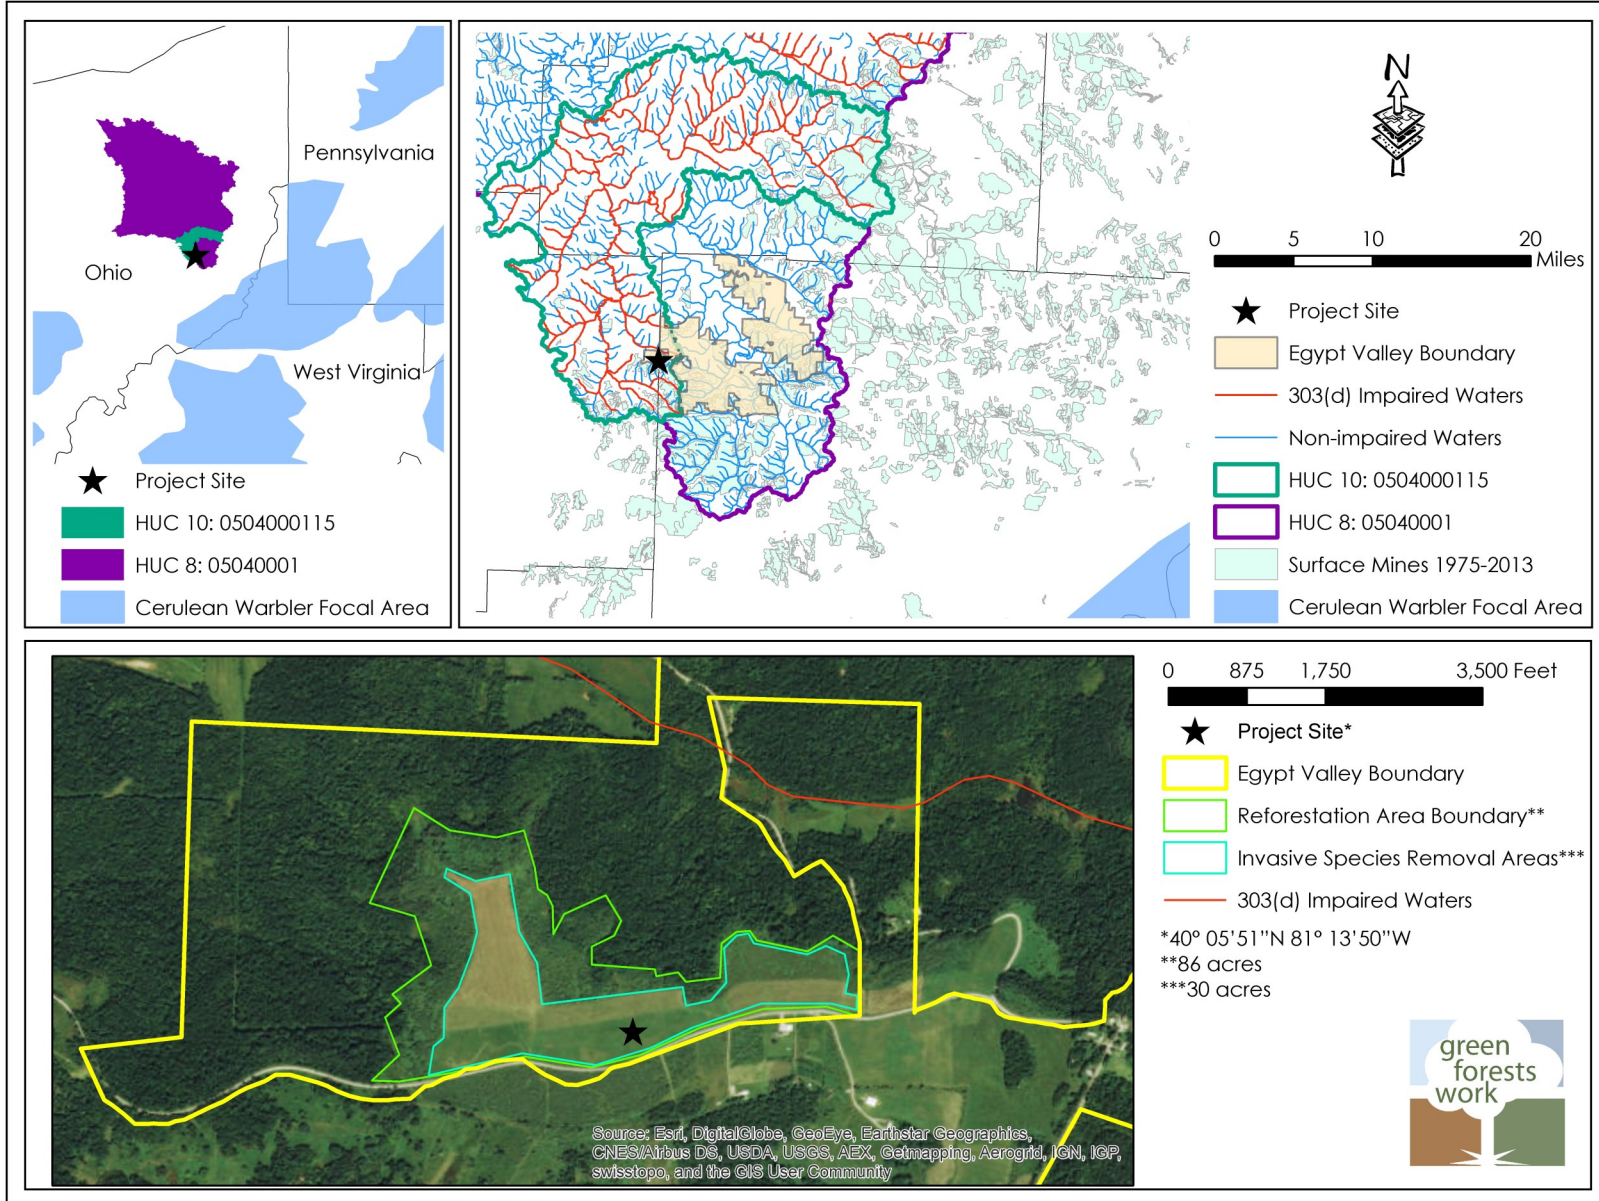 Pennsylvania
Ohio
West Virginia
Project Site
HUC 10: 0504000115
HUC 8: 05040001
Cerulean Warbler Focal Area
N
0 5 10 20
Miles
Project Site
Egypt Valley Boundary
303(d) Impaired Waters
Non-impaired Waters
HUC 10: 0504000115
HUC 8: 05040001
Surface Mines 1975-2013
Cerulean Warbler Focal Area
0 875 1,750 3,500 Feet
Project Site*
Egypt Valley Boundary
Reforestation Area Boundary**
Invasive Species Removal Areas***
303(d) Impaired Waters
*40° 05'51"N 81° 13'50"W
**86 acres
***30 acres
green
forests
work
Source: Esri, DigitalGlobe, GeoEye, Earthstar Geographics,
CNES/Airbus DS, USDA, USGS, AEX, Getmapping, Aerogrid, IGN, IGP,
swisstopo, and the GIS User Community